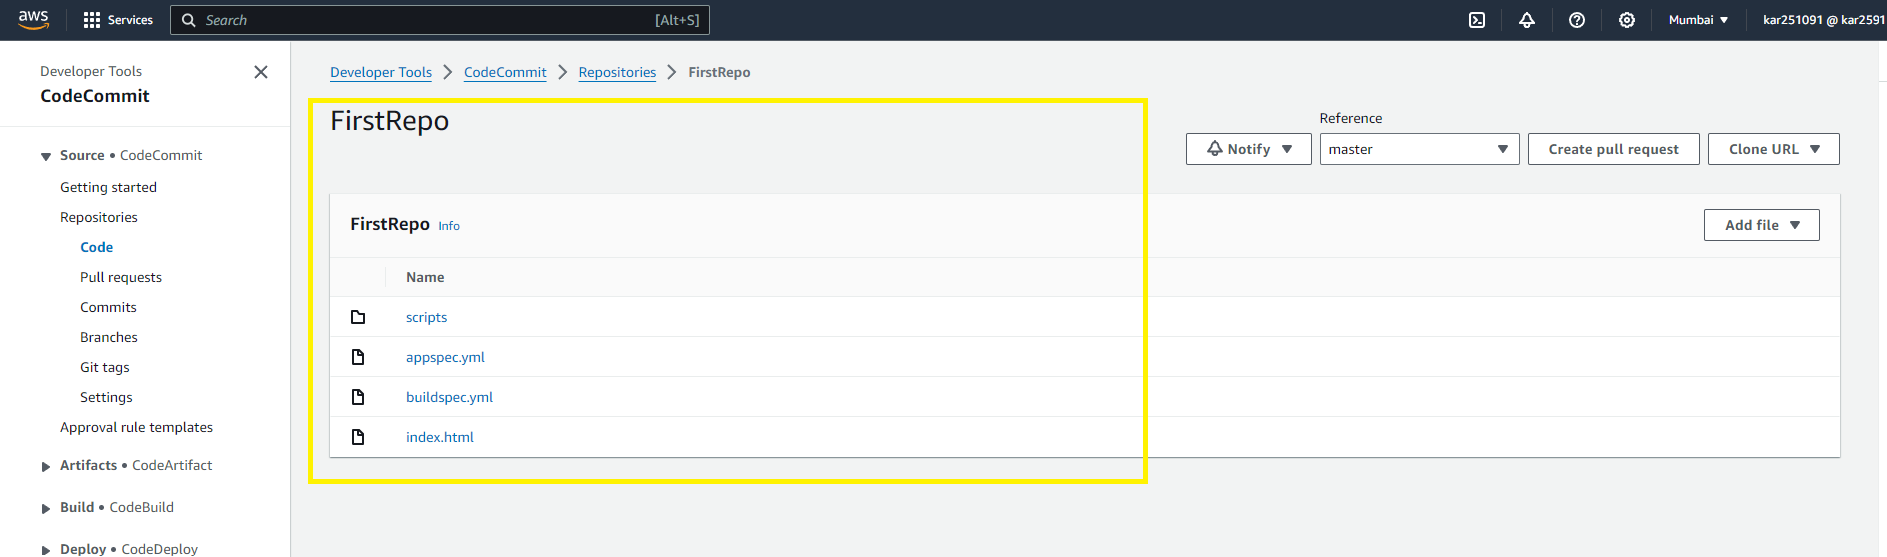 aws Services Search [Alt+S] Mumbai kar251091 @ kar2591
Developer Tools
CodeCommit
Source • CodeCommit
Getting started
Repositories
Code
Pull requests
Commits
Branches
Git tags
Settings
Approval rule templates
Artifacts • CodeArtifact
Build • CodeBuild
Deploy • CodeDeploy
Developer Tools > CodeCommit > Repositories > FirstRepo
FirstRepo
Reference
Notify master Create pull request Clone URL
FirstRepo Info Add file
Name
scripts
appspec.yml
buildspec.yml
index.html